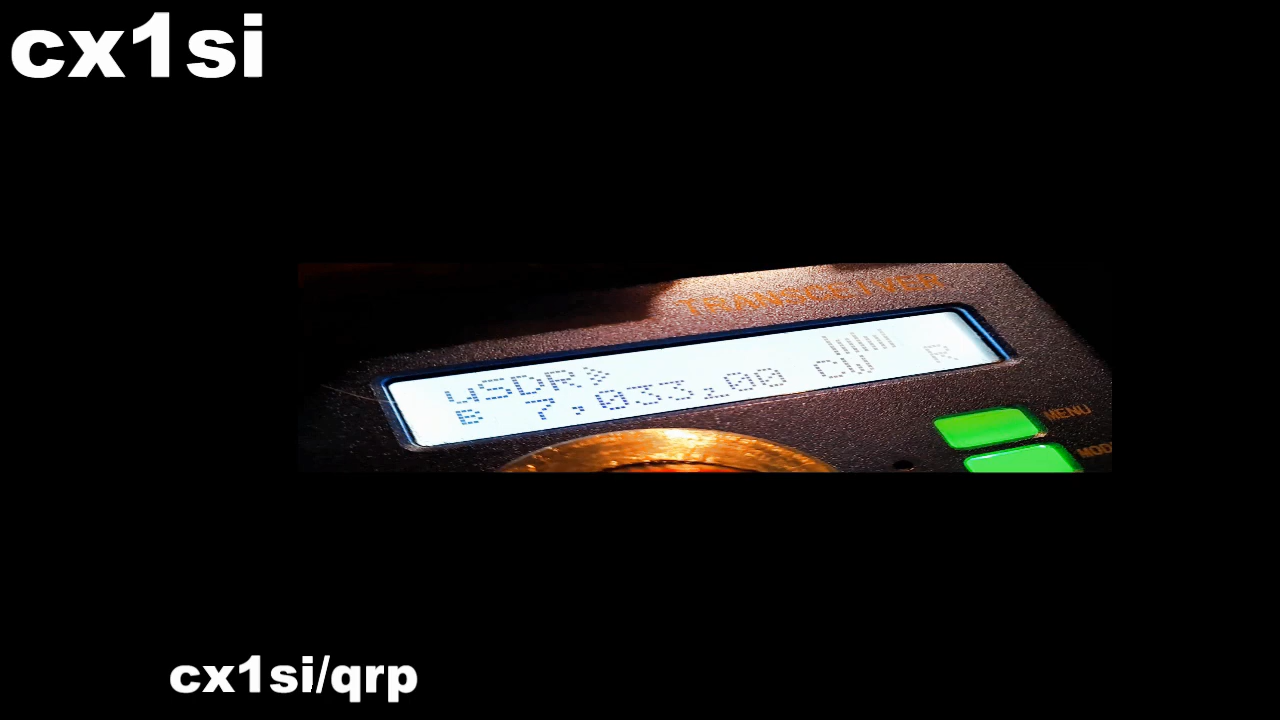 cx1si
TRANSCEIVER
uSDR
B 7,033.00 CW R
MENU
cx1si/qrp